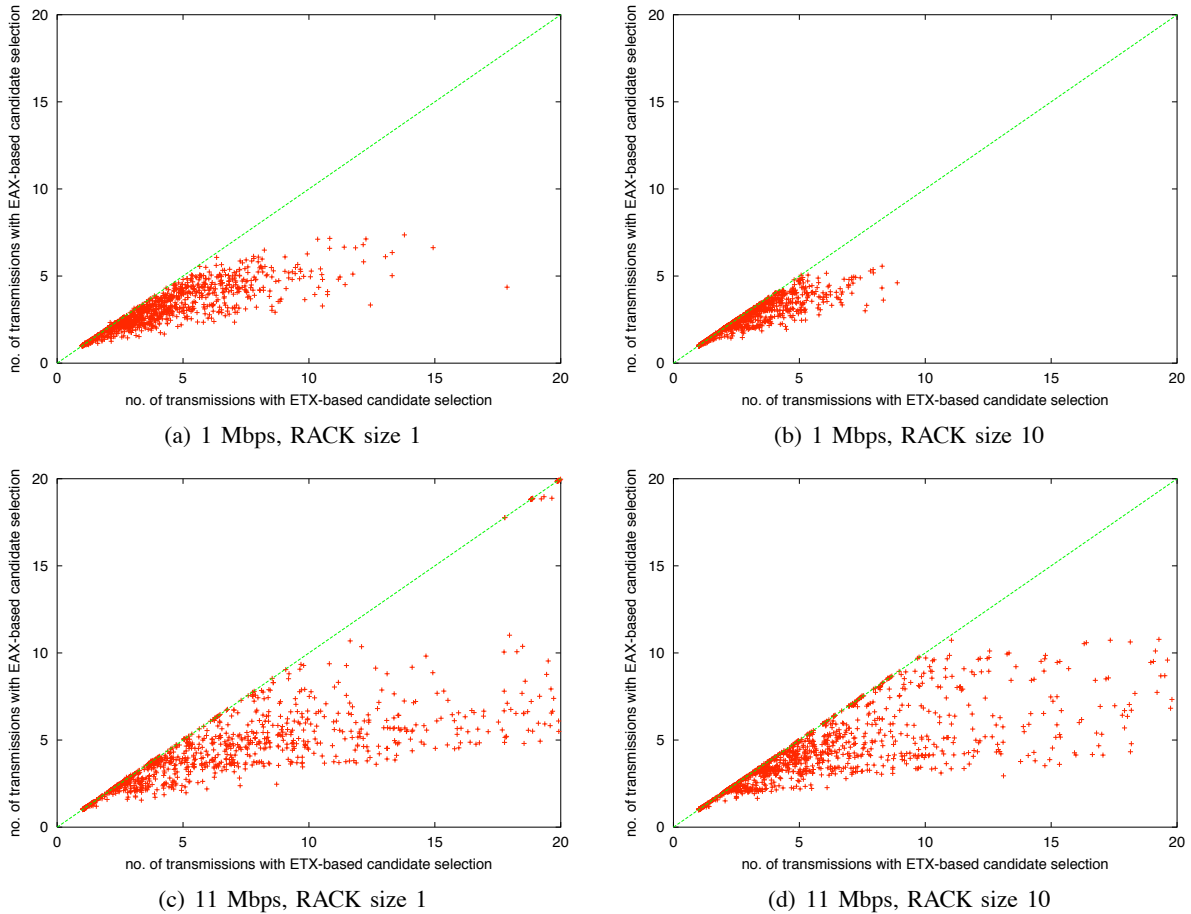 20
15
10
5
0
no. of transmissions with EAX-based candidate selection
0 5 10 15 20
no. of transmissions with ETX-based candidate selection
(a) 1 Mbps, RACK size 1
20
15
10
5
0
no. of transmissions with EAX-based candidate selection
0 5 10 15 20
no. of transmissions with ETX-based candidate selection
(b) 1 Mbps, RACK size 10
20
15
10
5
0
no. of transmissions with EAX-based candidate selection
0 5 10 15 20
no. of transmissions with ETX-based candidate selection
(c) 11 Mbps, RACK size 1
20
15
10
5
0
no. of transmissions with EAX-based candidate selection
0 5 10 15 20
no. of transmissions with ETX-based candidate selection
(d) 11 Mbps, RACK size 10